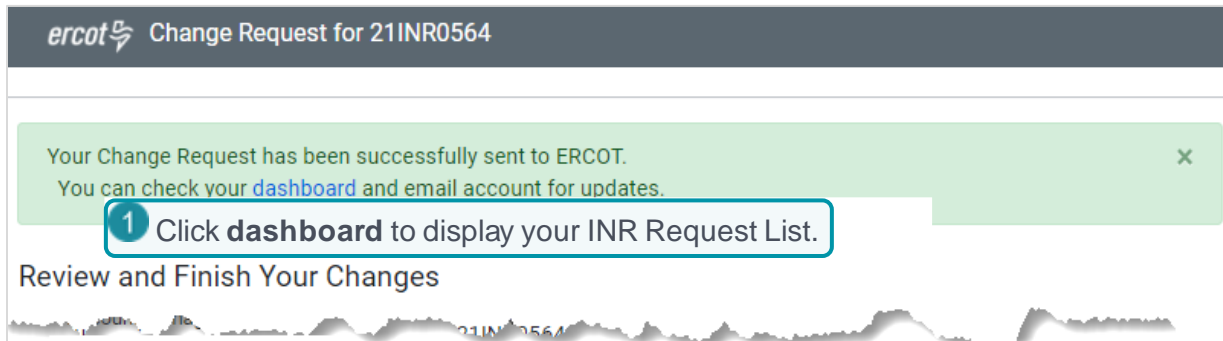 ercot Change Request for 21INR0564
Your Change Request has been successfully sent to ERCOT.
×
You can check your dashboard and email account for updates.
1 Click dashboard to display your INR Request List.
Review and Finish Your Changes